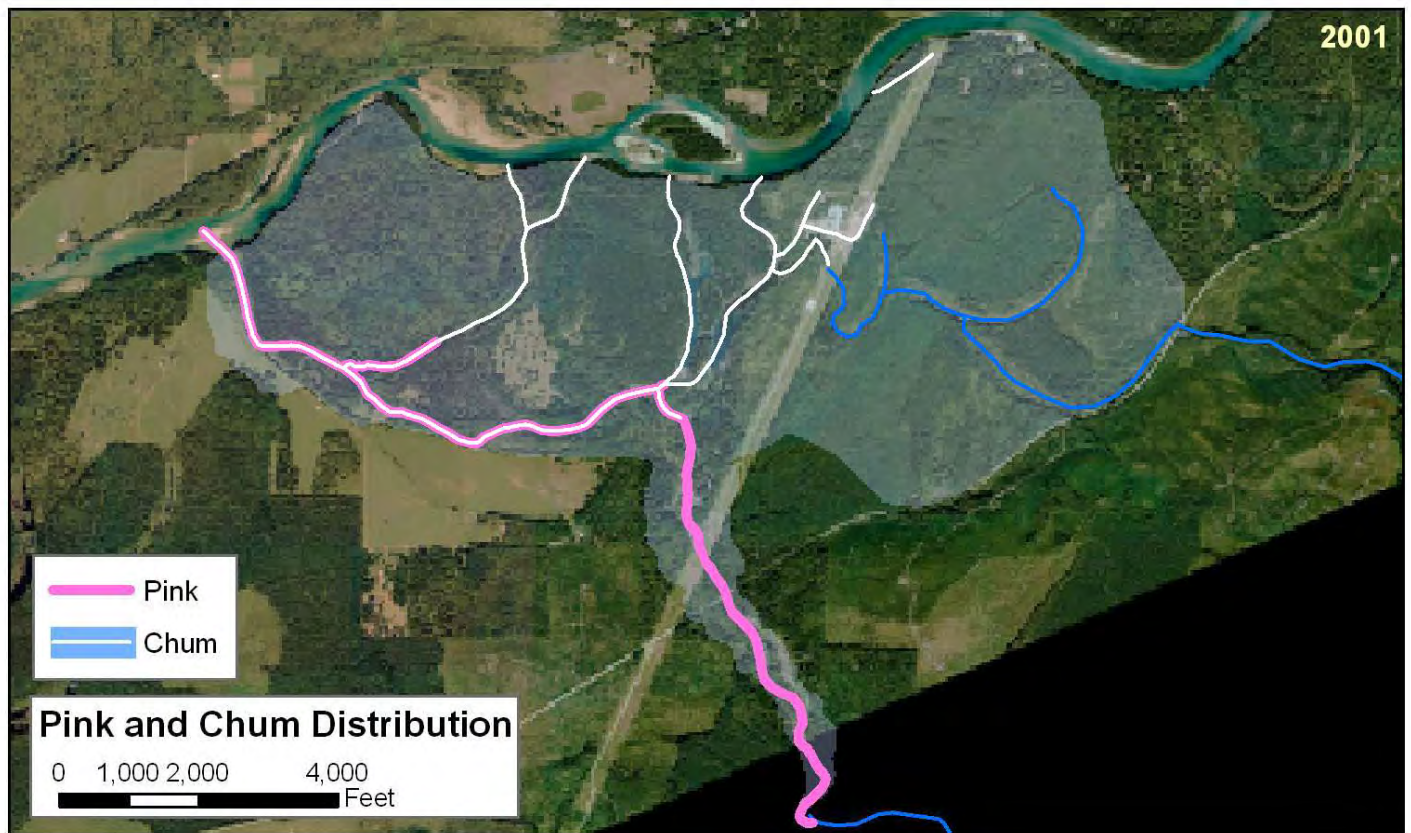 2001
Pink
Chum
Pink and Chum Distribution
0 1,000 2,000 4,000
Feet